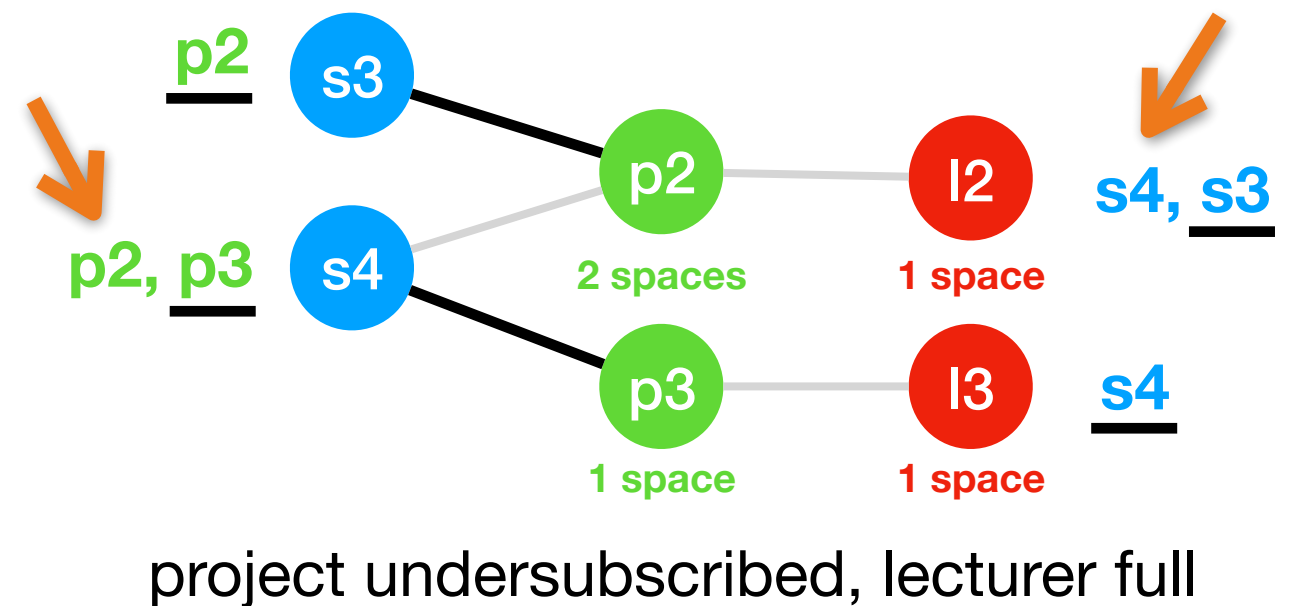 p2
s3
p2
l2
s4, s3
p2, p3
s4
2 spaces
1 space
p3
l3
s4
1 space
1 space
project undersubscribed, lecturer full